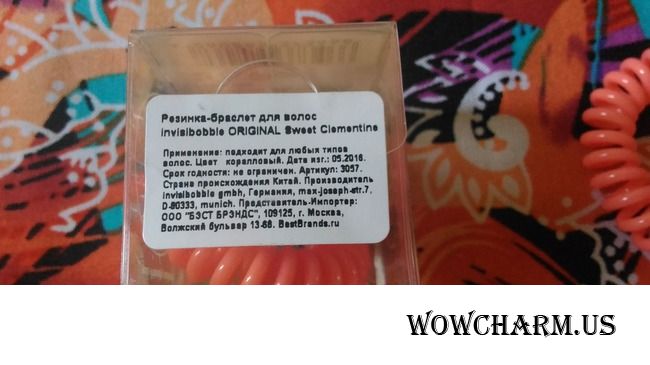 Резинка-браслет для волос
invisibobble ORIGINAL Sweet Clementine
Применение: подходит для любых типов
волос. Цвет коралловый. Дата изг.: 05.2016.
Срок годности: не ограничен. Артикул: 3057.
Страна происхождения Китай. Производитель
invisibobble gmbh, Германия, max-joseph-str.7,
D-80333, munich. Представитель-Импортер:
ООО "БЭСТ БРЭНДС", 109125, г. Москва,
Волжский бульвар 13-68. BestBrands.ru
WOWCHARM.US